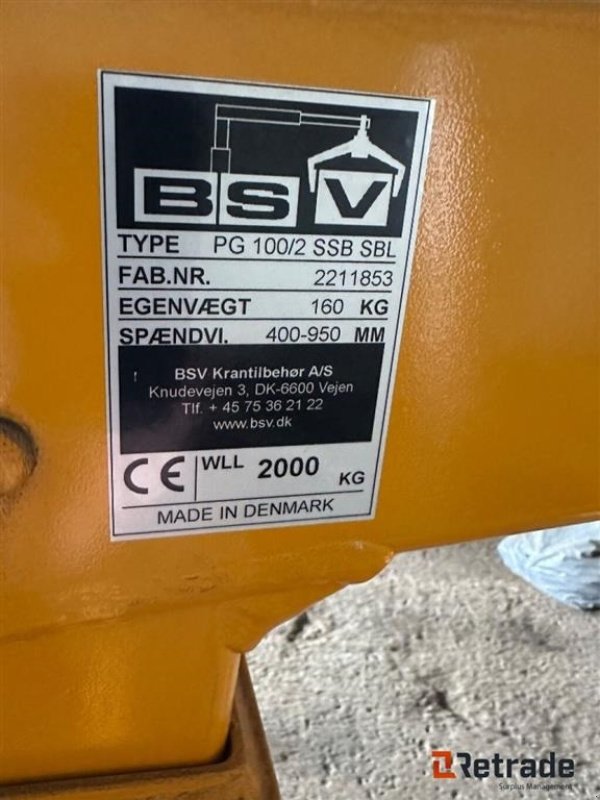 BSV
TYPE PG 100/2 SSB SBL
FAB.NR. 2211853
EGENVÆGT 160 KG
SPÆNDVI. 400-950 MM
BSV Krantilbehør A/S
Knudevejen 3, DK-6600 Vejen
Tlf. + 45 75 36 21 22
www.bsv.dk
CE WLL 2000 KG
MADE IN DENMARK
Retrade
Surplus Management